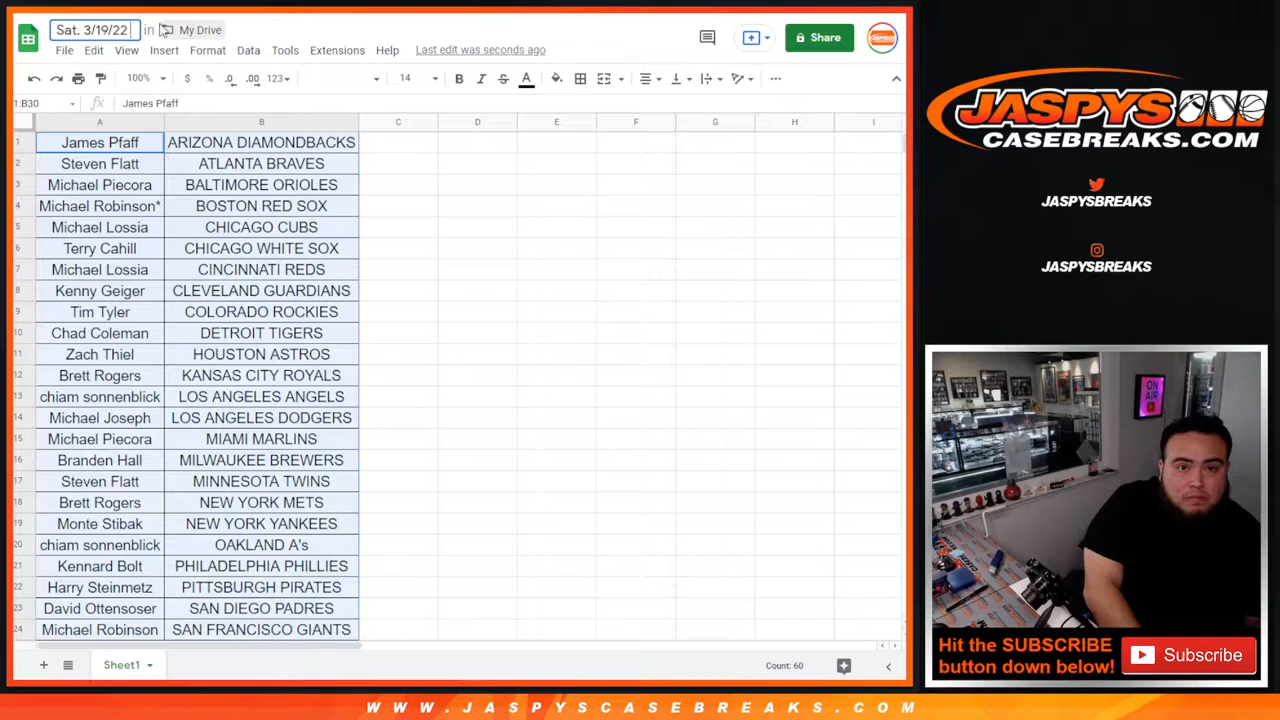 Sat. 3/19/22 in My Drive
File Edit View Insert Format Data Tools Extensions Help Last edit was seconds ago
Share
100% $ % .0 .00 123 14 B I S A
1:B30 fx James Pfaff
A B C D E F G H I
1 James Pfaff ARIZONA DIAMONDBACKS
2 Steven Flatt ATLANTA BRAVES
3 Michael Piecora BALTIMORE ORIOLES
4 Michael Robinson* BOSTON RED SOX
5 Michael Lossia CHICAGO CUBS
6 Terry Cahill CHICAGO WHITE SOX
7 Michael Lossia CINCINNATI REDS
8 Kenny Geiger CLEVELAND GUARDIANS
9 Tim Tyler COLORADO ROCKIES
10 Chad Coleman DETROIT TIGERS
11 Zach Thiel HOUSTON ASTROS
12 Brett Rogers KANSAS CITY ROYALS
13 chiam sonnenblick LOS ANGELES ANGELS
14 Michael Joseph LOS ANGELES DODGERS
15 Michael Piecora MIAMI MARLINS
16 Branden Hall MILWAUKEE BREWERS
17 Steven Flatt MINNESOTA TWINS
18 Brett Rogers NEW YORK METS
19 Monte Stibak NEW YORK YANKEES
20 chiam sonnenblick OAKLAND A's
21 Kennard Bolt PHILADELPHIA PHILLIES
22 Harry Steinmetz PITTSBURGH PIRATES
23 David Ottensoser SAN DIEGO PADRES
24 Michael Robinson SAN FRANCISCO GIANTS
Sheet1
Count: 60
JASPYS
CASEBREAKS.COM
JASPYSBREAKS
JASPYSBREAKS
ON
AIR
Hit the SUBSCRIBE
button down below!
Subscribe
WWW.JASPYSCASEBREAKS.COM